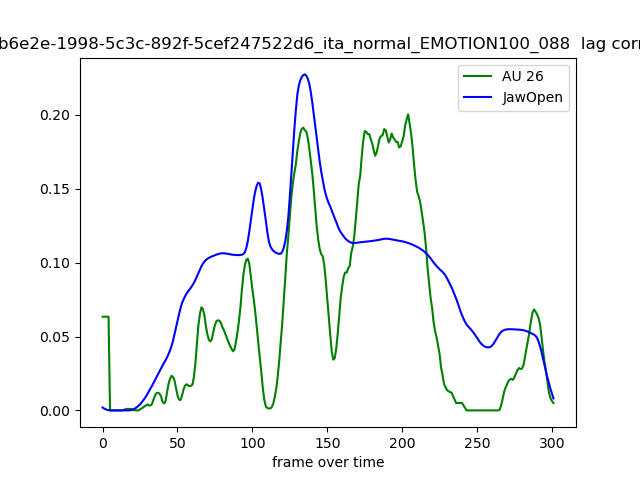 b6e2e-1998-5c3c-892f-5cef247522d6_ita_normal_EMOTION100_088 lag corr
AU 26
JawOpen
0.20
0.15
0.10
0.05
0.00
0 50 100 150 200 250 300
frame over time